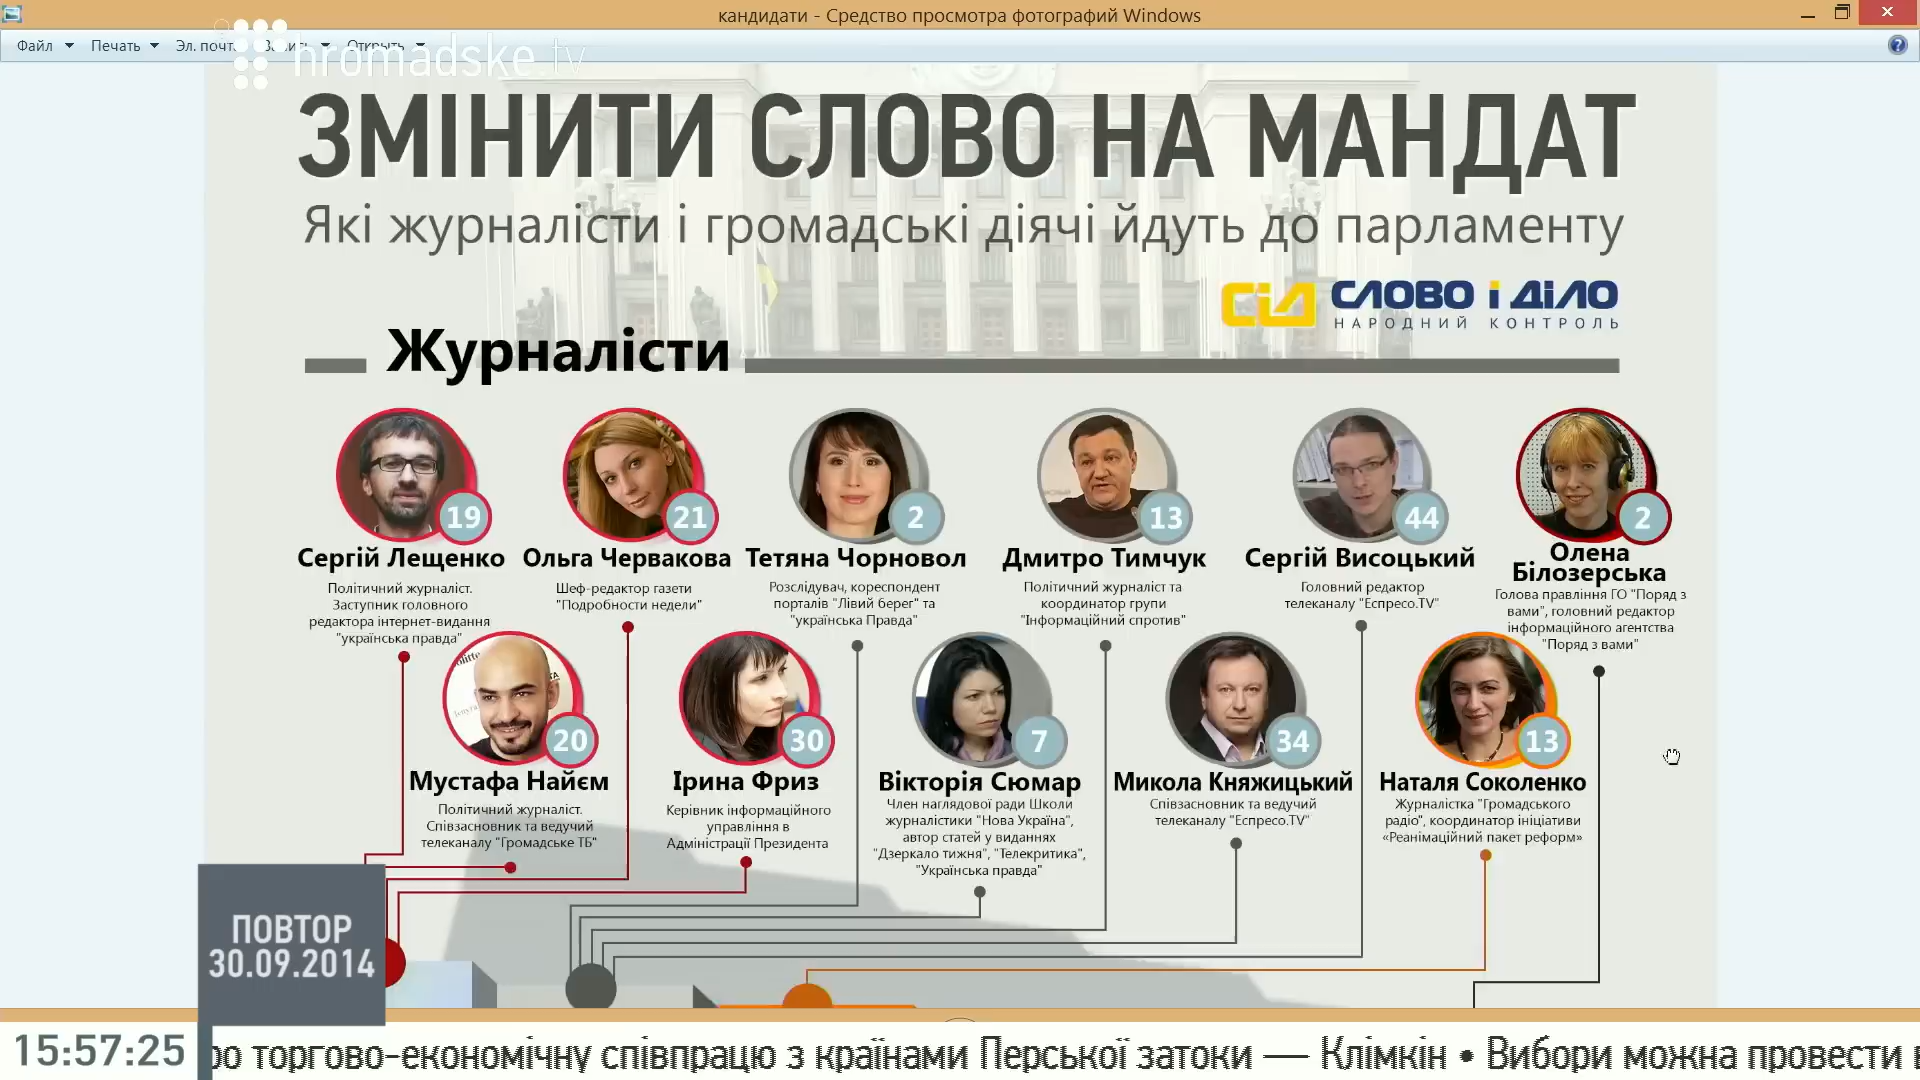 кандидати - Средство просмотра фотографий Windows
Файл Печать Эл. почта Открыть
hromadske.tv
ЗМІНИТИ СЛОВО НА МАНДАТ
Які журналісти і громадські діячі йдуть до парламенту
СІД СЛОВО і ДІЛО
НАРОДНИЙ КОНТРОЛЬ
Журналісти
19
21
2
13
44
2
Сергій Лещенко
Політичний журналіст.
Заступник головного
редактора інтернет-видання
"українська правда"
Ольга Червакова
Шеф-редактор газети
"Подробности недели"
Тетяна Чорновол
Розслідувач, кореспондент
порталів "Лівий берег" та
"українська Правда"
Дмитро Тимчук
Політичний журналіст та
координатор групи
"Інформаційний спротив"
Сергій Висоцький
Головний редактор
телеканалу "Еспресо.TV"
Олена
Білозерська
Голова правління ГО "Поряд з
вами", головний редактор
інформаційного агентства
"Поряд з вами"
20
30
7
34
13
Мустафа Найєм
Політичний журналіст.
Співзасновник та ведучий
телеканалу "Громадське ТБ"
Ірина Фриз
Керівник інформаційного
управління в
Адміністрації Президента
Вікторія Сюмар
Член наглядової ради Школи
журналістики "Нова Україна",
автор статей у виданнях
"Дзеркало тижня", "Телекритика",
"Українська правда"
Микола Княжицький
Співзасновник та ведучий
телеканалу "Еспресо.TV"
Наталя Соколенко
Журналістка "Громадського
радіо", координатор ініціативи
«Реанімаційний пакет реформ»
ПОВТОР
30.09.2014
15:57:25
ро торгово-економічну співпрацю з країнами Перської затоки — Клімкін • Вибори можна провести